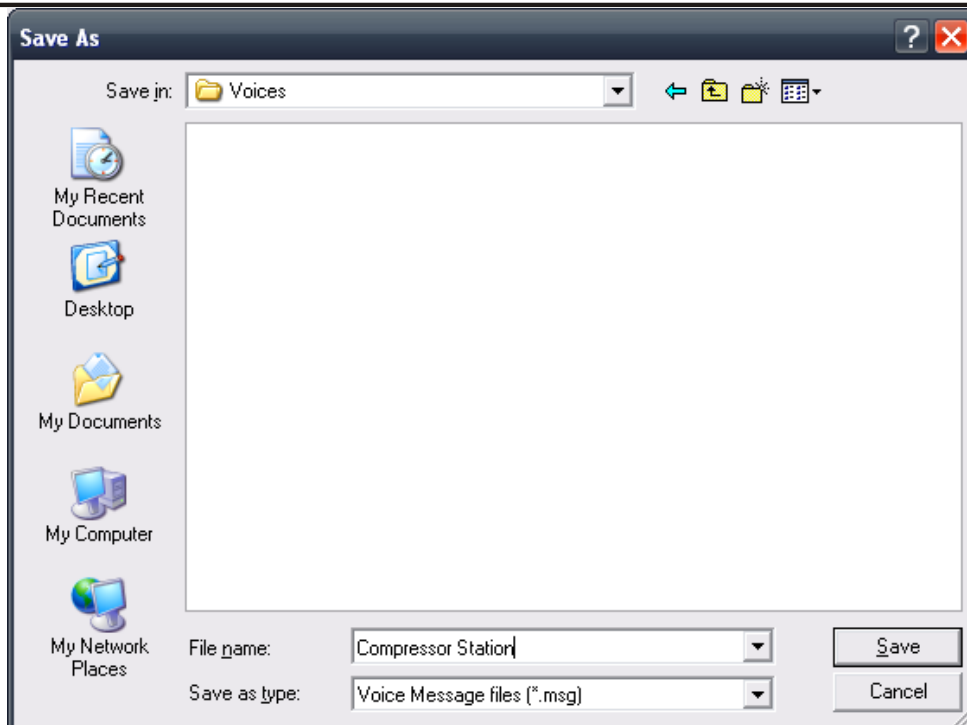 Save As
Save in: Voices
My Recent
Documents
Desktop
My Documents
My Computer
My Network
Places
File name: Compressor Station Save
Save as type: Voice Message files (*.msg) Cancel